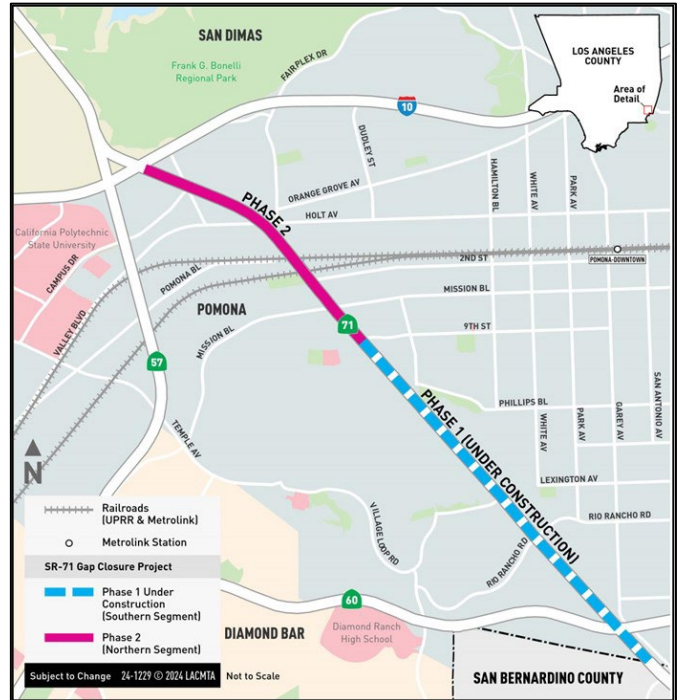 SAN DIMAS
Frank G. Bonelli
Regional Park
FAIRPLEX DR
LOS ANGELES
COUNTY
Area of
Detail
10
DUDLEY ST
ORANGE GROVE AV
HOLT AV
HAMILTON BL
WHITE AV
PARK AV
PHASE 2
California Polytechnic
State University
CAMPUS DR
POMONA BL
VALLEY BLVD
2ND ST
POMONA-DOWNTOWN
POMONA
MISSION BL
MISSION BL
71
9TH ST
57
PHASE 1 (UNDER CONSTRUCTION)
PHILLIPS BL
WHITE AV
PARK AV
GAREY AV
SAN ANTONIO AV
TEMPLE AV
LEXINGTON AV
VILLAGE LOOP RD
RIO RANCHO RD
RIO RANCHO RD
N
60
DIAMOND BAR
Diamond Ranch
High School
SAN BERNARDINO COUNTY
Railroads
(UPRR & Metrolink)
Metrolink Station
SR-71 Gap Closure Project
Phase 1 Under
Construction
(Southern Segment)
Phase 2
(Northern Segment)
Subject to Change 24-1229 © 2024 LACMTA Not to Scale